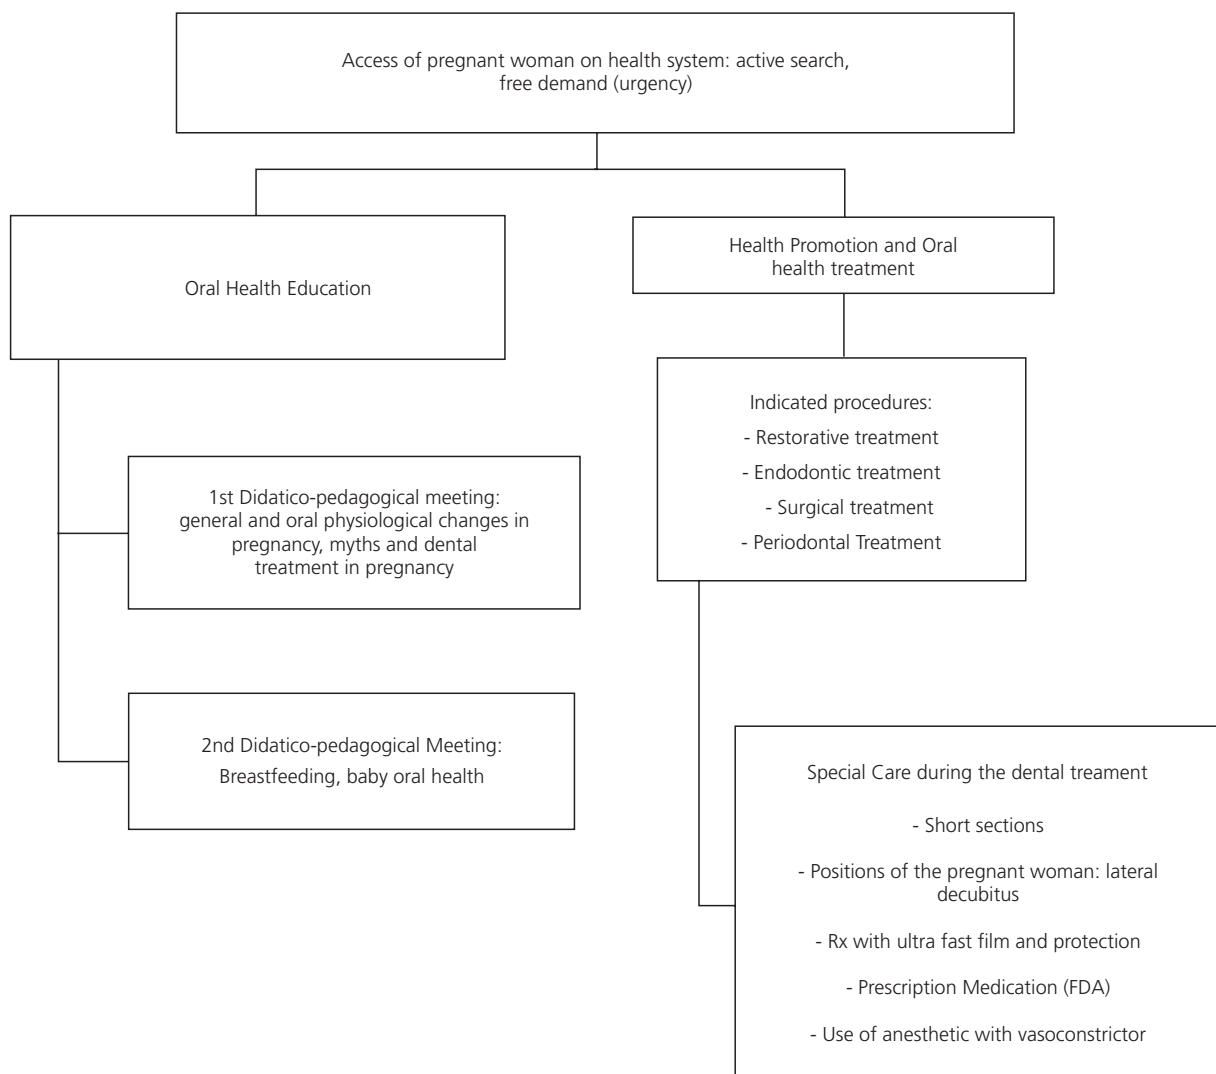 Access of pregnant woman on health system: active search,
free demand (urgency)
Oral Health Education
Health Promotion and Oral
health treatment
Indicated procedures:
- Restorative treatment
- Endodontic treatment
- Surgical treatment
- Periodontal Treatment
1st Didatico-pedagogical meeting:
general and oral physiological changes in
pregnancy, myths and dental
treatment in pregnancy
2nd Didatico-pedagogical Meeting:
Breastfeeding, baby oral health
Special Care during the dental treament
- Short sections
- Positions of the pregnant woman: lateral
decubitus
- Rx with ultra fast film and protection
- Prescription Medication (FDA)
- Use of anesthetic with vasoconstrictor